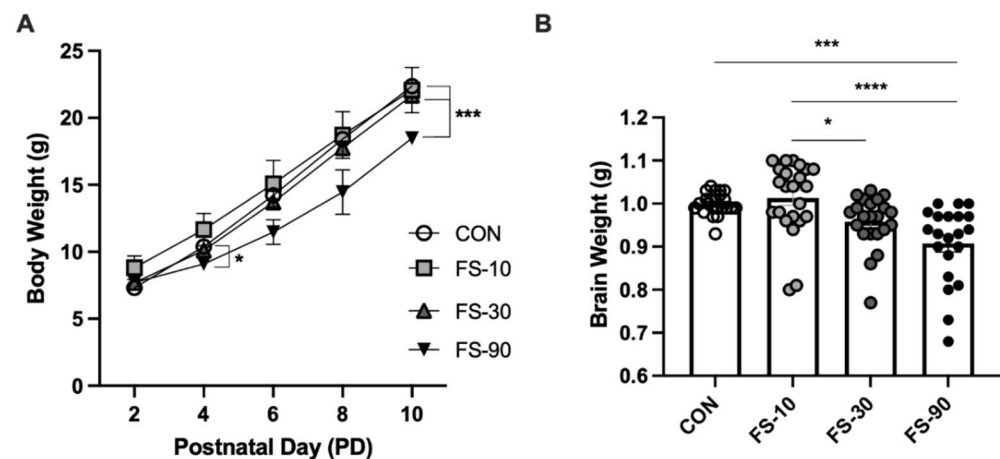 A
Body Weight (g)
25
20
15
10
5
0
2 4 6 8 10
Postnatal Day (PD)
***
*
CON
FS-10
FS-30
FS-90
B
Brain Weight (g)
***
****
*
1.2
1.1
1.0
0.9
0.8
0.7
0.6
CON FS-10 FS-30 FS-90